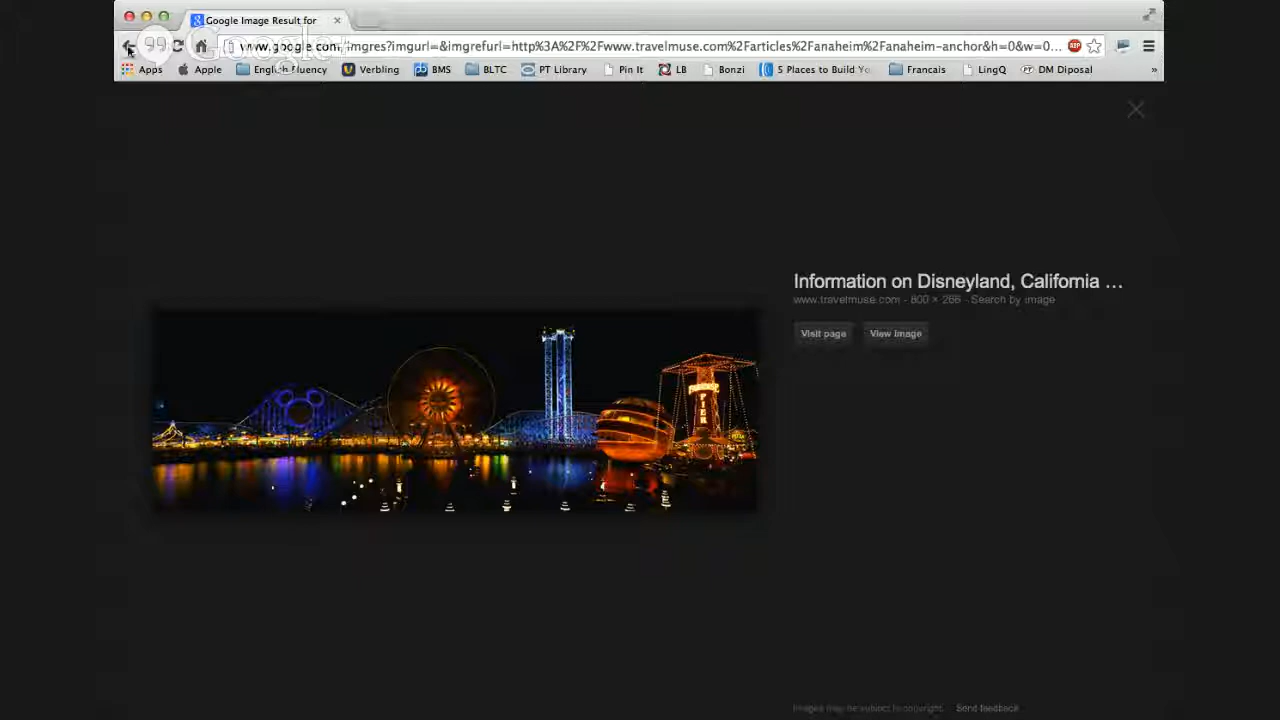 Google Image Result for
www.google.com/imgres?imgurl=&imgrefurl=http%3A%2F%2Fwww.travelmuse.com%2Farticles%2Fanaheim%2Fanaheim-anchor&h=0&w=0...
Google+
Apps Apple English Fluency Verbling BMS BLTC PT Library Pin It LB Bonzi 5 Places to Build Yo Francais LingQ DM Diposal »
Information on Disneyland, California ...
www.travelmuse.com - 800 × 266 - Search by image
Visit page View image
PARADISE
PIER
Images may be subject to copyright. Send feedback